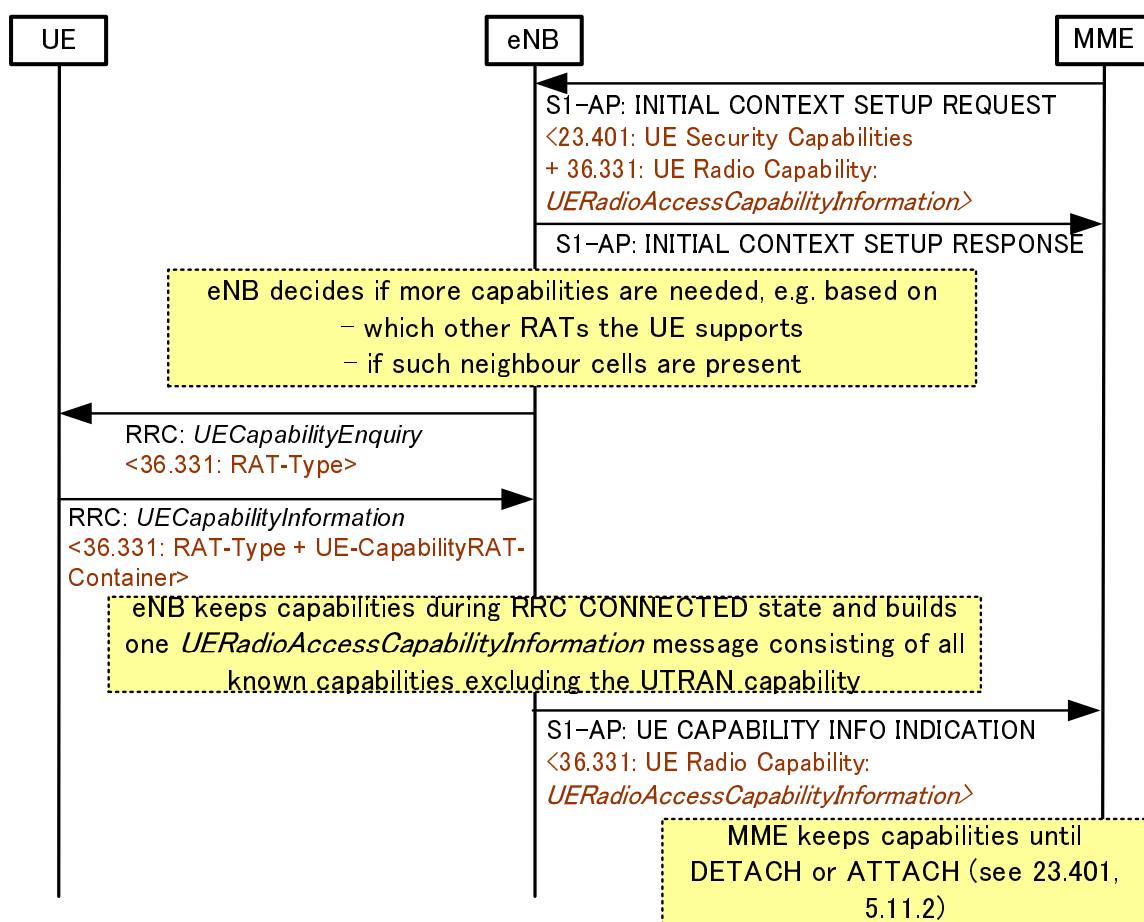 UE
eNB
MME
S1-AP: INITIAL CONTEXT SETUP REQUEST
<23.401: UE Security Capabilities
+ 36.331: UE Radio Capability:
UERadioAccessCapabilityInformation>
S1-AP: INITIAL CONTEXT SETUP RESPONSE
eNB decides if more capabilities are needed, e.g. based on
- which other RATs the UE supports
- if such neighbour cells are present
RRC: UECapabilityEnquiry
<36.331: RAT-Type>
RRC: UECapabilityInformation
<36.331: RAT-Type + UE-CapabilityRAT-
Container>
eNB keeps capabilities during RRC CONNECTED state and builds
one UERadioAccessCapabilityInformation message consisting of all
known capabilities excluding the UTRAN capability
S1-AP: UE CAPABILITY INFO INDICATION
<36.331: UE Radio Capability:
UERadioAccessCapabilityInformation>
MME keeps capabilities until
DETACH or ATTACH (see 23.401,
5.11.2)